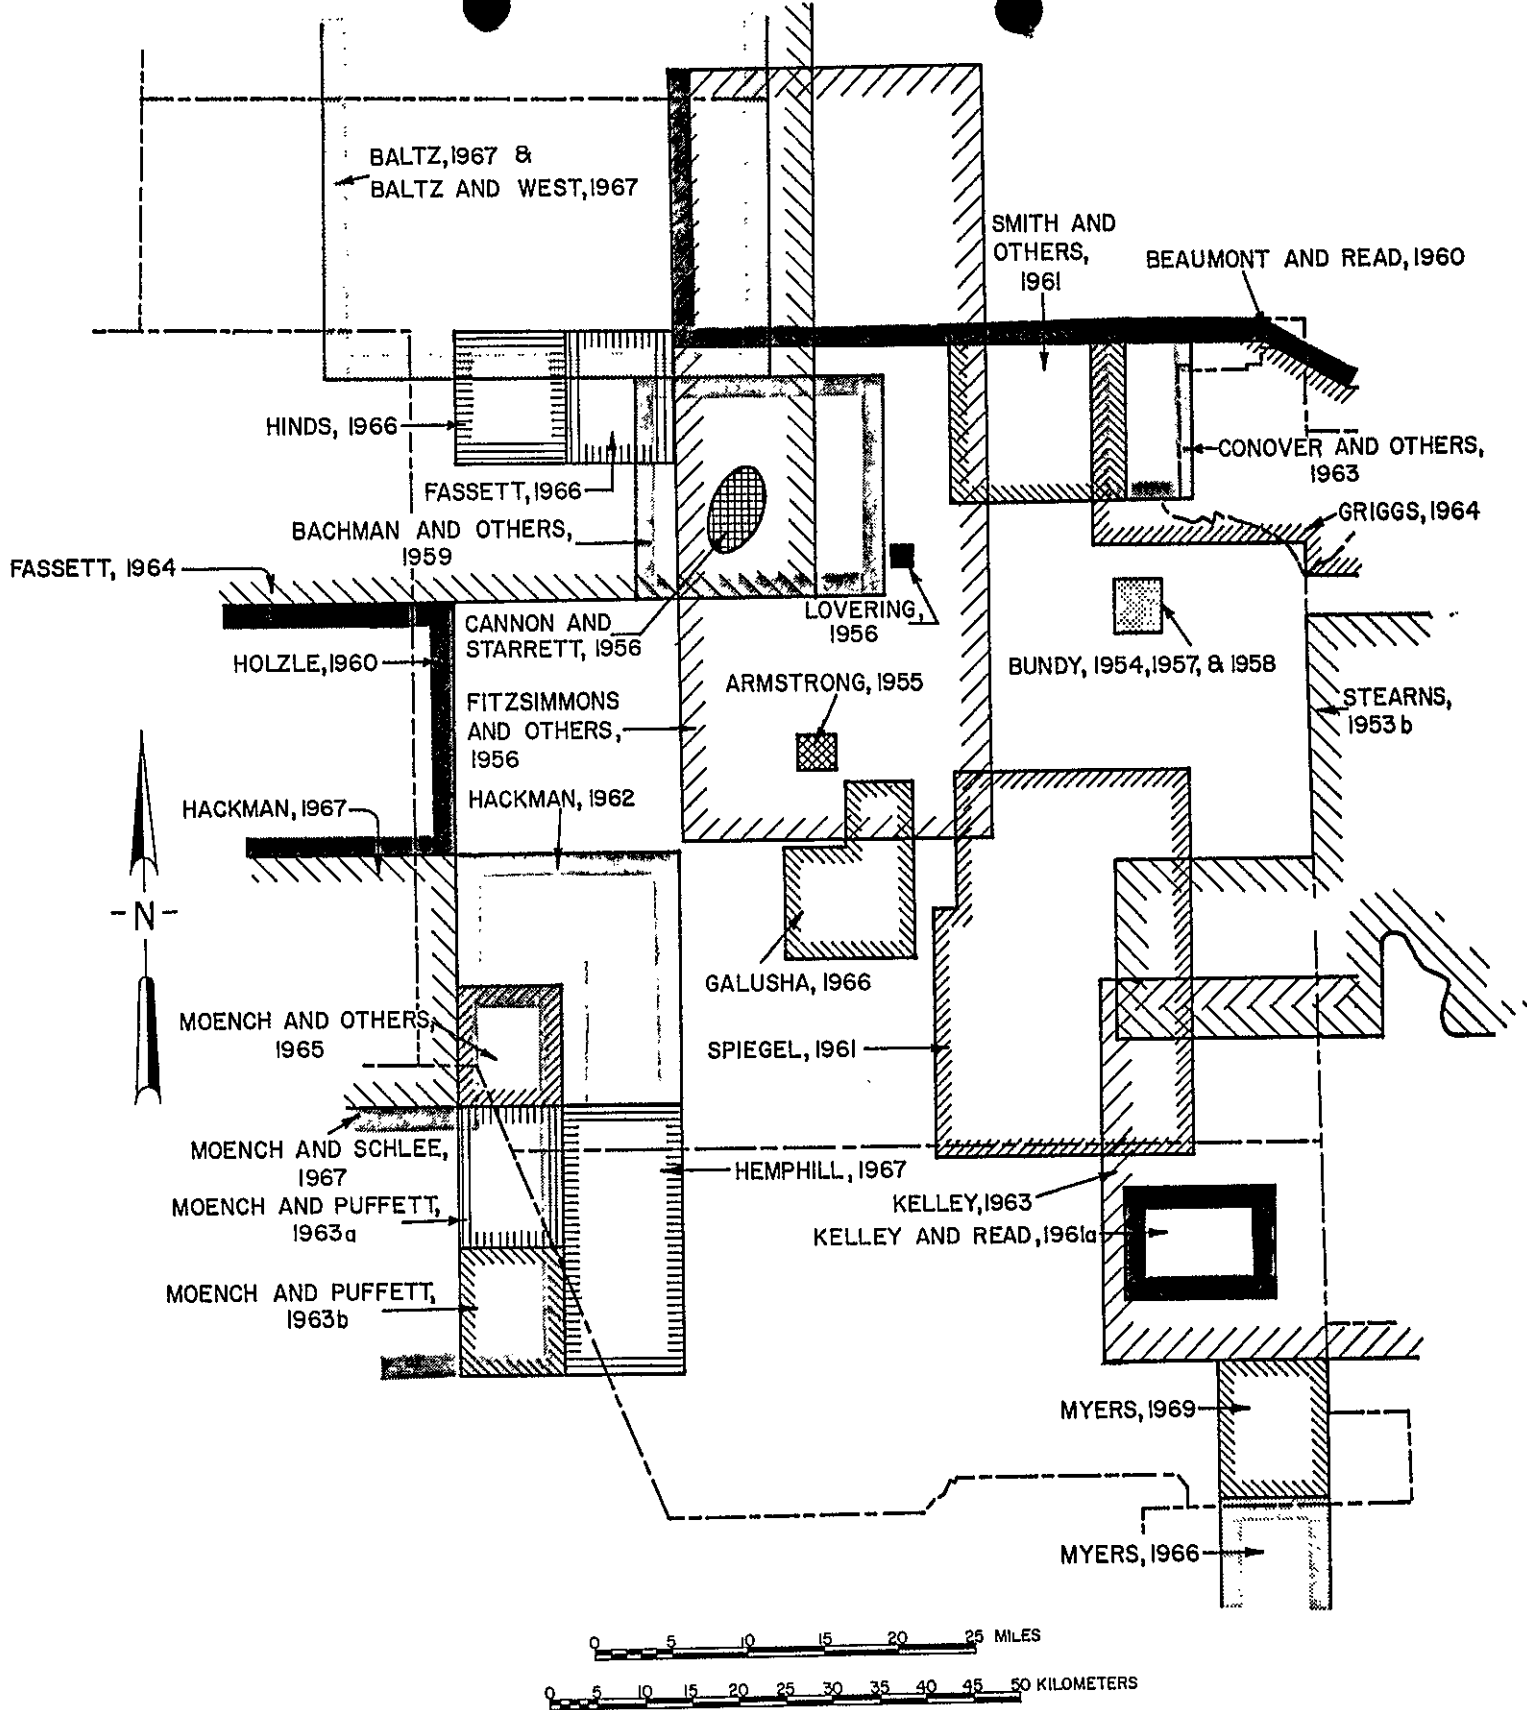 BALTZ, 1967 &
BALTZ AND WEST, 1967
SMITH AND
OTHERS,
1961
BEAUMONT AND READ, 1960
HINDS, 1966
CONOVER AND OTHERS,
1963
FASSETT, 1966
GRIGGS, 1964
BACHMAN AND OTHERS,
1959
FASSETT, 1964
CANNON AND
STARRETT, 1956
LOVERING,
1956
HOLZLE, 1960
BUNDY, 1954, 1957, & 1958
ARMSTRONG, 1955
FITZSIMMONS
AND OTHERS,
1956
STEARNS,
1953b
HACKMAN, 1967
HACKMAN, 1962
N
GALUSHA, 1966
MOENCH AND OTHERS,
1965
SPIEGEL, 1961
MOENCH AND SCHLEE,
1967
HEMPHILL, 1967
MOENCH AND PUFFETT,
1963a
KELLEY, 1963
KELLEY AND READ, 1961a
MOENCH AND PUFFETT,
1963b
MYERS, 1969
MYERS, 1966
0 5 10 15 20 25 MILES
0 5 10 15 20 25 30 35 40 45 50 KILOMETERS